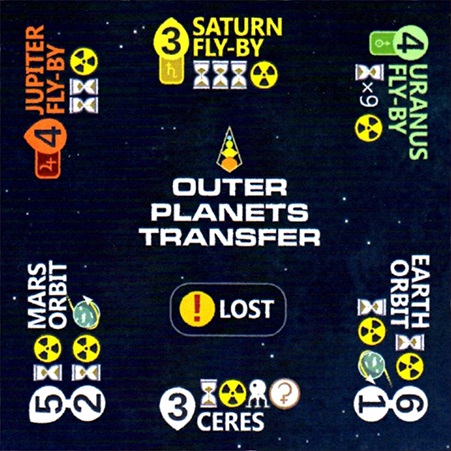 JUPITER
FLY-BY
4
3
SATURN
FLY-BY
4
URANUS
FLY-BY
×9
OUTER
PLANETS
TRANSFER
MARS
ORBIT
5
2
! LOST
EARTH
ORBIT
1
6
3
CERES
?